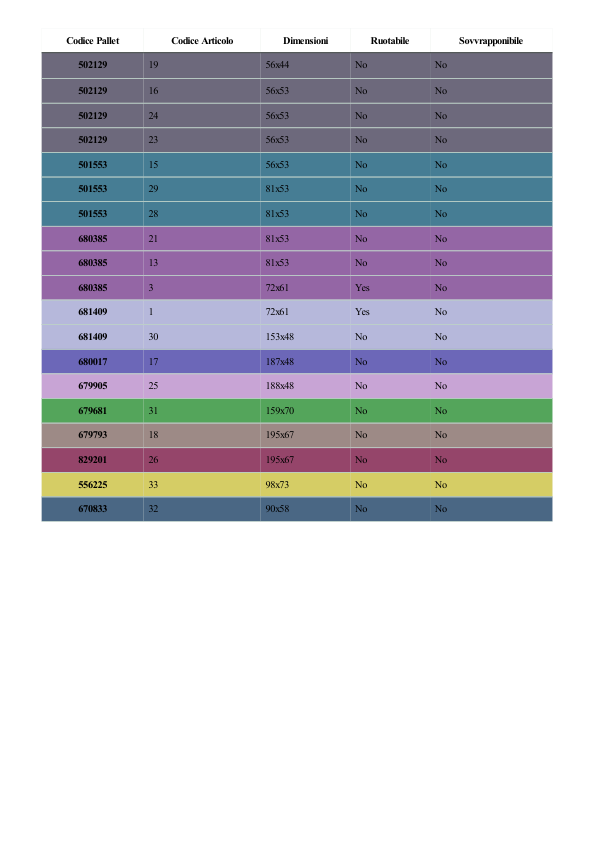 Codice Pallet Codice Articolo Dimensioni Ruotabile Sovvrapponibile
502129 19 56x44 No No
502129 16 56x53 No No
502129 24 56x53 No No
502129 23 56x53 No No
501553 15 56x53 No No
501553 29 81x53 No No
501553 28 81x53 No No
680385 21 81x53 No No
680385 13 81x53 No No
680385 3 72x61 Yes No
681409 1 72x61 Yes No
681409 30 153x48 No No
680017 17 187x48 No No
679905 25 188x48 No No
679681 31 159x70 No No
679793 18 195x67 No No
829201 26 195x67 No No
556225 33 98x73 No No
670833 32 90x58 No No